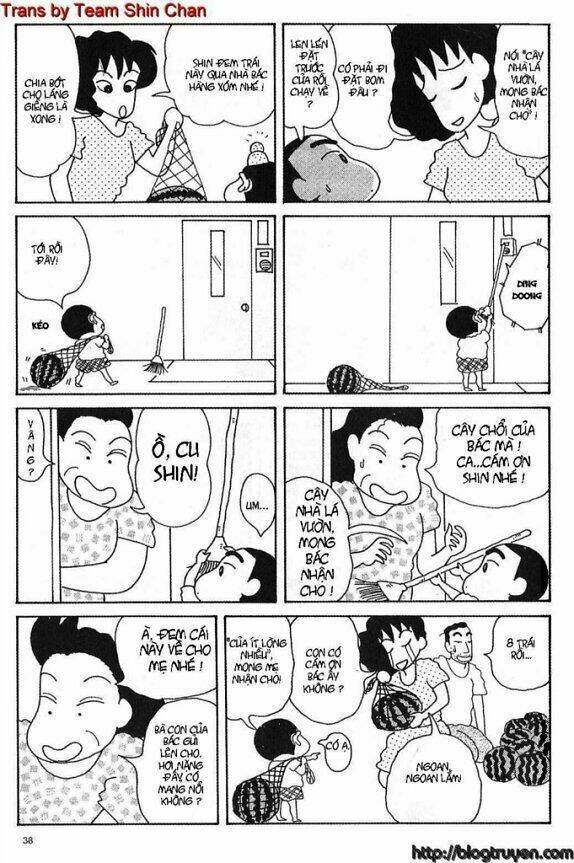 Trans by Team Shin Chan
CHIA BỚT
CHO LÁNG
GIỀNG LÀ
XONG !
SHIN ĐEM TRÁI
NÀY QUA NHÀ BÁC
HÀNG XÓM NHÉ !
LEN LÉN
ĐẶT
TRƯỚC
CỬA RỒI
CHẠY VỀ
?
CÓ PHẢI ĐI
ĐẶT BOM
ĐÂU ?
NÓI "CÂY
NHÀ LÁ
VƯỜN,
MONG BÁC
NHẬN
CHO" !
TỚI RỒI
ĐÂY!
KÉO
DING
DOONG
VÂNG ?
Ồ, CU
SHIN!
UM...
CÂY CHỔI CỦA
BÁC MÀ !
CA...CÁM ƠN
SHIN NHÉ !
CÂY NHÀ LÁ
VƯỜN,
MONG BÁC
NHẬN
CHO !
À, ĐEM CÁI
NÀY VỀ CHO
MẸ NHÉ !
BÀ CON CỦA
BÁC GÙI
LÊN CHO.
HƠI NẶNG
ĐẤY, CÓ
MANG NỔI
KHÔNG ?
"CỦA ÍT LÒNG
NHIỀU",
MONG MẸ
NHẬN CHO!
CON CÓ
CÁM ƠN
BÁC ẤY
KHÔNG ?
CÓ Ạ.
NGOAN,
NGOAN LẮM!
8 TRÁI
RỒI...
38
http://blogtruyen.com